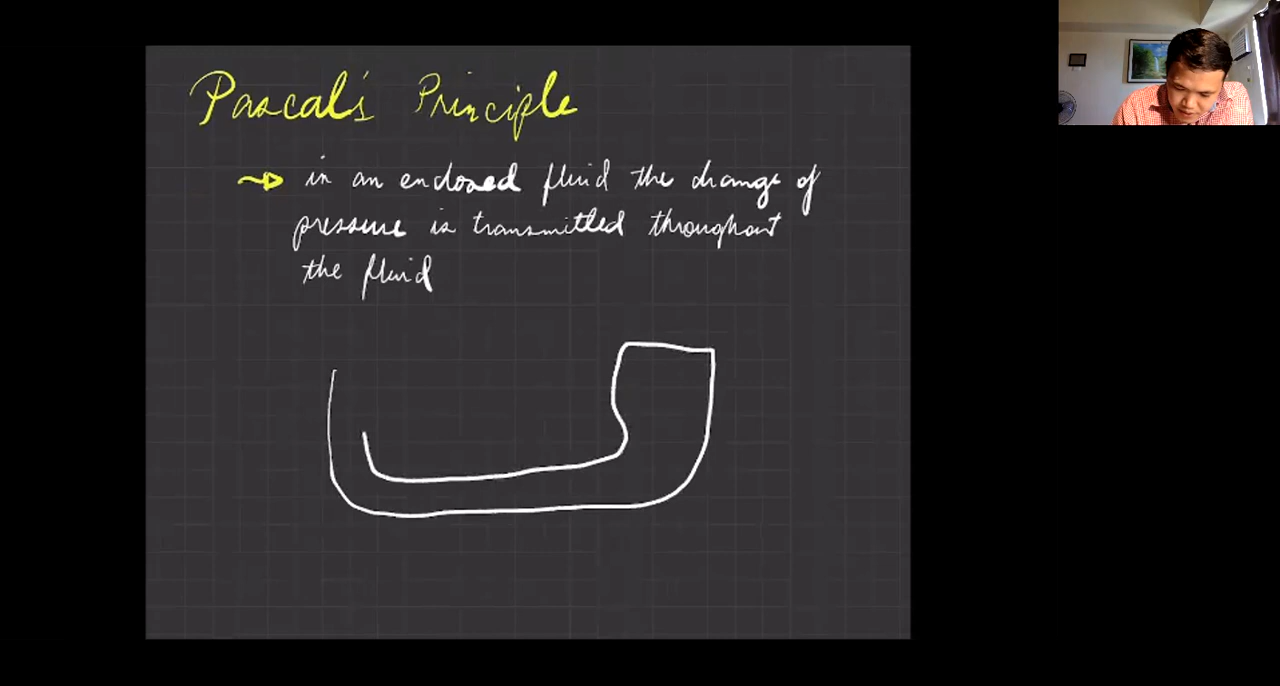 Pascal's Principle
in an enclosed fluid the change of
pressure is transmitted throughout
the fluid